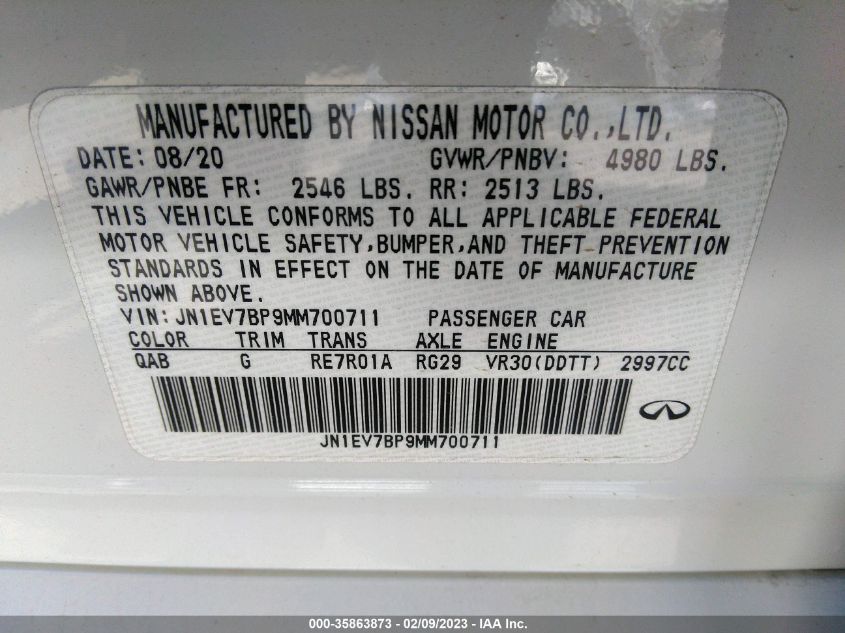 MANUFACTURED BY NISSAN MOTOR CO.,LTD.
DATE: 08/20 GVWR/PNBV: 4980 LBS.
GAWR/PNBE FR: 2546 LBS. RR: 2513 LBS.
THIS VEHICLE CONFORMS TO ALL APPLICABLE FEDERAL
MOTOR VEHICLE SAFETY,BUMPER,AND THEFT PREVENTION
STANDARDS IN EFFECT ON THE DATE OF MANUFACTURE
SHOWN ABOVE.
VIN: JN1EV7BP9MM700711 PASSENGER CAR
COLOR TRIM TRANS AXLE ENGINE
QAB G RE7R01A RG29 VR30(DDTT) 2997CC
JN1EV7BP9MM700711
000-35863873 - 02/09/2023 - IAA Inc.